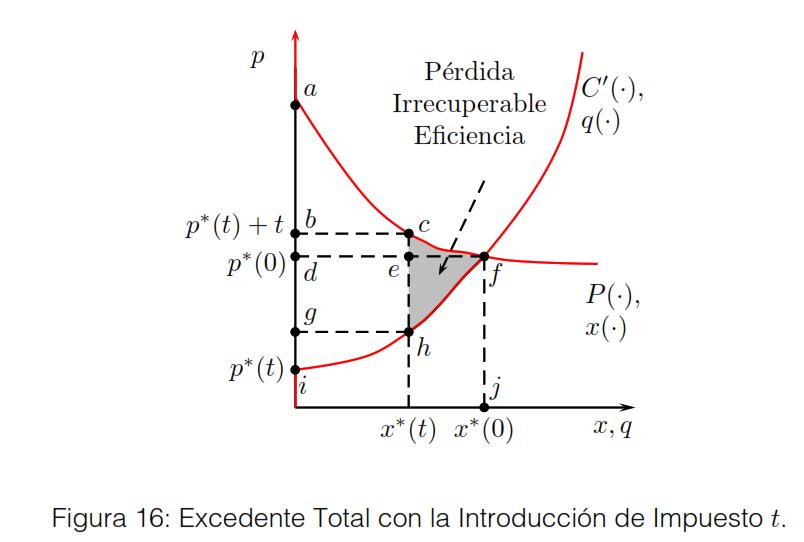 p
a
Pérdida
Irrecuperable
Eficiencia
C′(·),
q(·)
p*(t) + t
b
c
p*(0)
d
e
f
g
P(·),
x(·)
h
p*(t)
i
j
x*(t)
x*(0)
x, q
Figura 16: Excedente Total con la Introducción de Impuesto t.